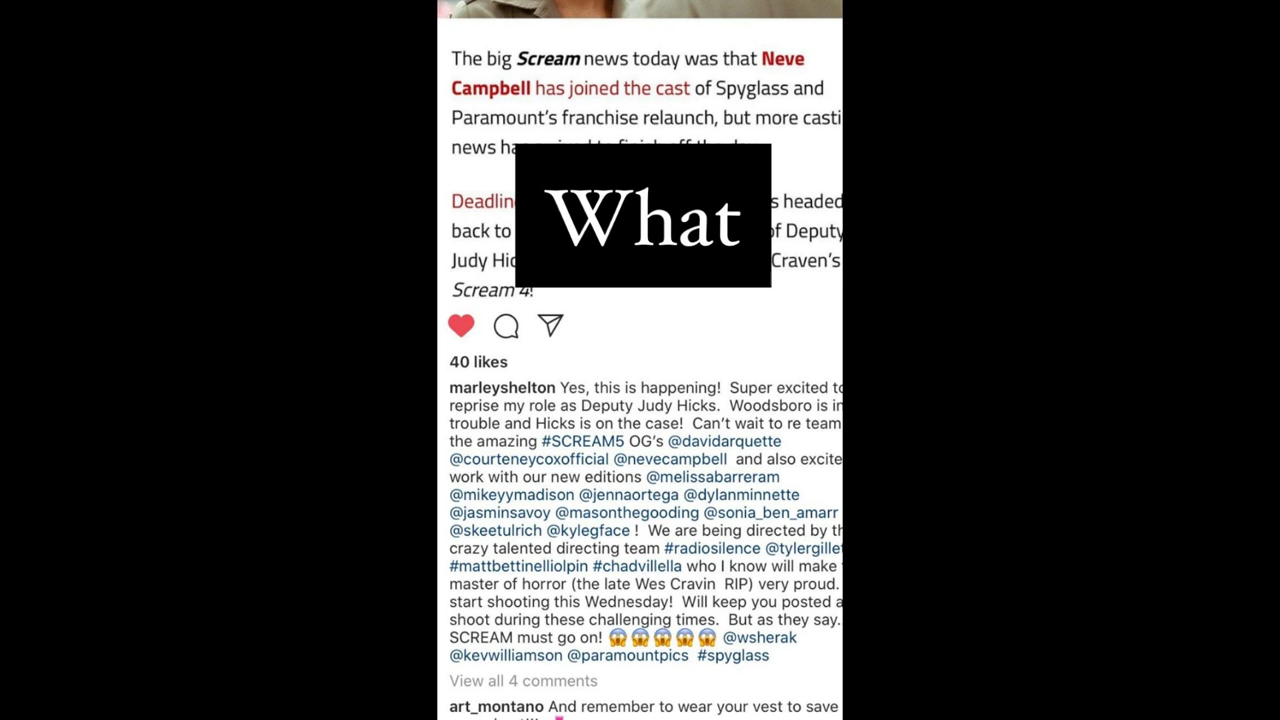 The big Scream news today was that Neve
Campbell has joined the cast of Spyglass and
Paramount's franchise relaunch, but more casti
news ha
What
Deadlin s headed
back to of Deputy
Judy Hic Craven's
Scream 4!
40 likes
marleyshelton Yes, this is happening! Super excited to
reprise my role as Deputy Judy Hicks. Woodsboro is in
trouble and Hicks is on the case! Can't wait to re team
the amazing #SCREAM5 OG's @davidarquette
@courteneycoxofficial @nevecampbell and also excite
work with our new editions @melissabarreram
@mikeyymadison @jennaortega @dylanminnette
@jasminsavoy @masonthegooding @sonia_ben_amarr
@skeetulrich @kylegface ! We are being directed by th
crazy talented directing team #radiosilence @tylergillet
#mattbettinelliolpin #chadvillella who I know will make
master of horror (the late Wes Cravin RIP) very proud.
start shooting this Wednesday! Will keep you posted a
shoot during these challenging times. But as they say.
SCREAM must go on! 😱😱😱😱😱 @wsherak
@kevwilliamson @paramountpics #spyglass
View all 4 comments
art_montano And remember to wear your vest to save